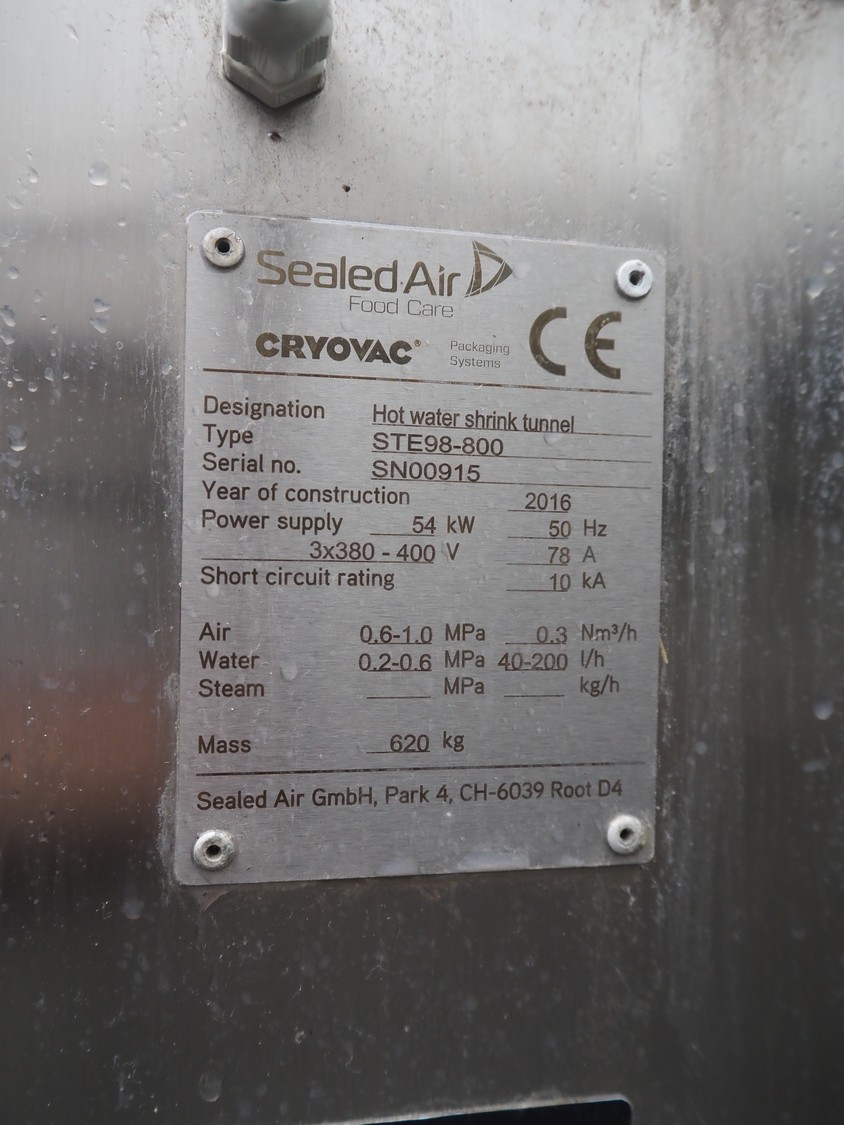 Sealed Air
Food Care
CRYOVAC® Packaging Systems
CE
Designation Hot water shrink tunnel
Type STE98-800
Serial no. SN00915
Year of construction 2016
Power supply 54 kW 50 Hz
3x380 - 400 V 78 A
Short circuit rating 10 kA
Air 0.6-1.0 MPa 0.3 Nm³/h
Water 0.2-0.6 MPa 40-200 l/h
Steam MPa kg/h
Mass 620 kg
Sealed Air GmbH, Park 4, CH-6039 Root D4